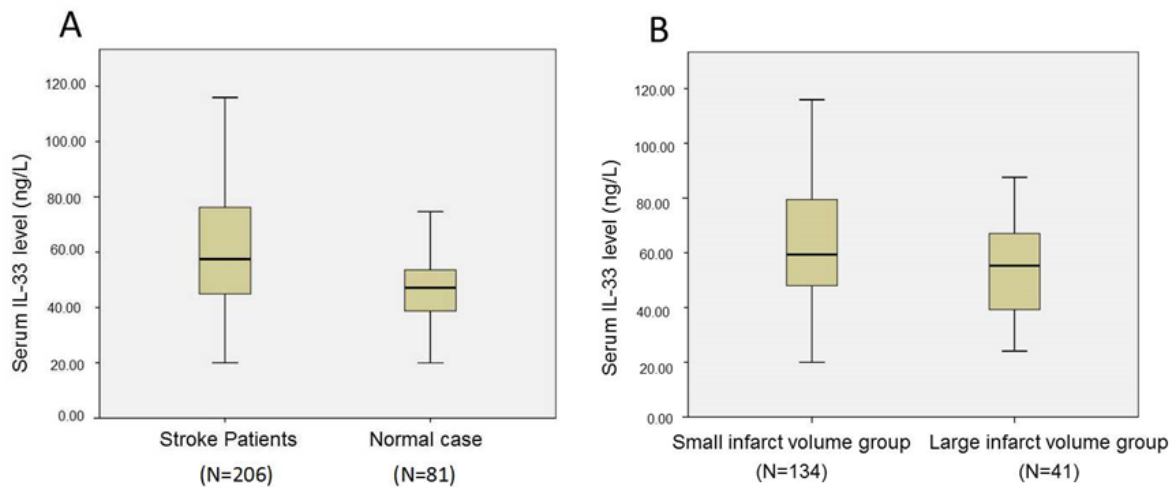 A
Serum IL-33 level (ng/L)
120.00
100.00
80.00
60.00
40.00
20.00
0.00
Stroke Patients
(N=206)
Normal case
(N=81)
B
Serum IL-33 level (ng/L)
120.00
100.00
80.00
60.00
40.00
20.00
0.00
Small infarct volume group
(N=134)
Large infarct volume group
(N=41)